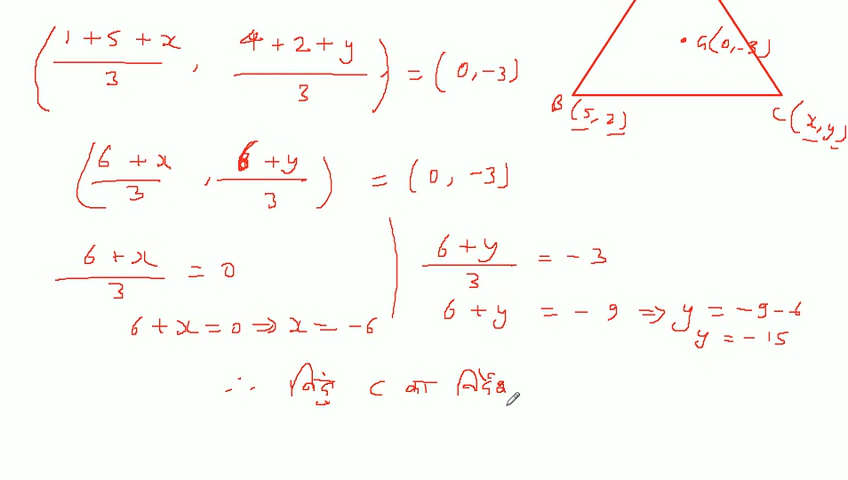 (1+5+x/3, 4+2+y/3) = (0,-3)
G(0,-3)
B(5,2)
C(x,y)
(6+x/3, 6+y/3) = (0, -3)
6+x/3 = 0
6+x=0 ⇒ x = -6
6+y/3 = -3
6+y = -9 ⇒ y = -9-6
y = -15
∴ बिंदु C का